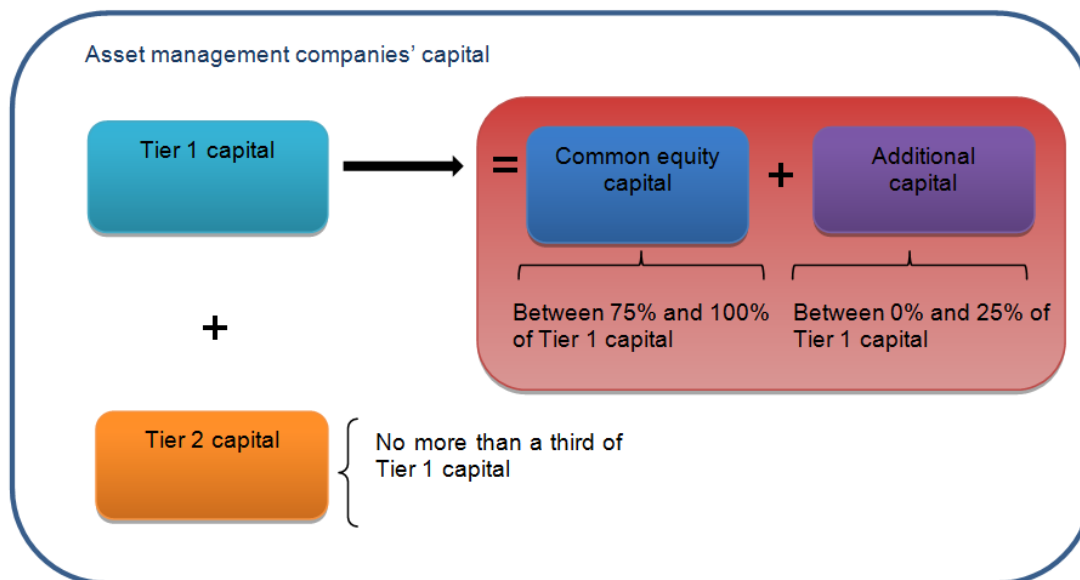 Asset management companies’ capital
Tier 1 capital
=
Common equity
capital
+
Additional
capital
Between 75% and 100%
of Tier 1 capital
Between 0% and 25% of
Tier 1 capital
+
Tier 2 capital
No more than a third of
Tier 1 capital